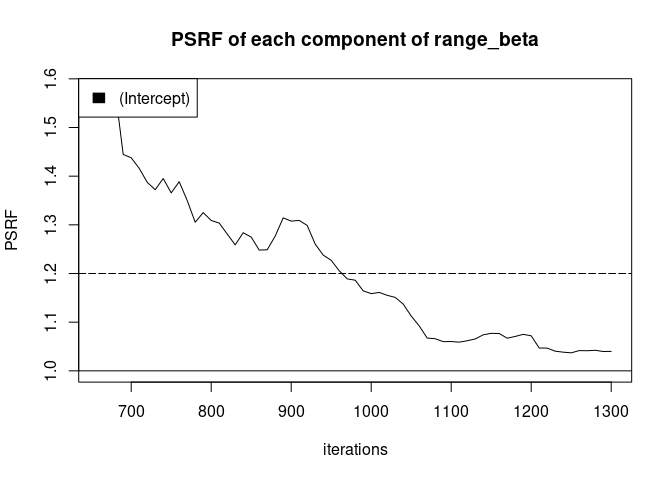 PSRF of each component of range_beta
(Intercept)
PSRF
1.6
1.5
1.4
1.3
1.2
1.1
1.0
700 800 900 1000 1100 1200 1300
iterations